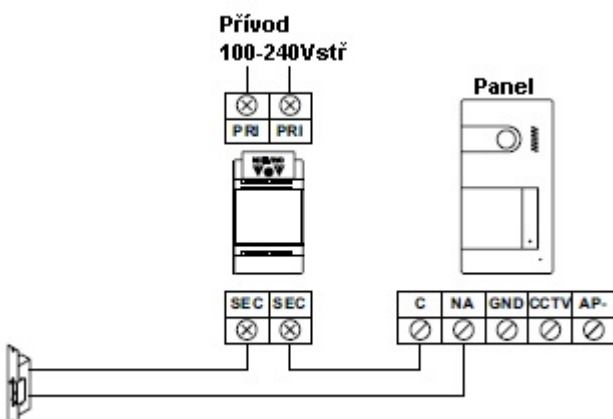 Přívod
100-240Vstř
PRI PRI
Panel
SEC SEC
C NA GND CCTV AP-